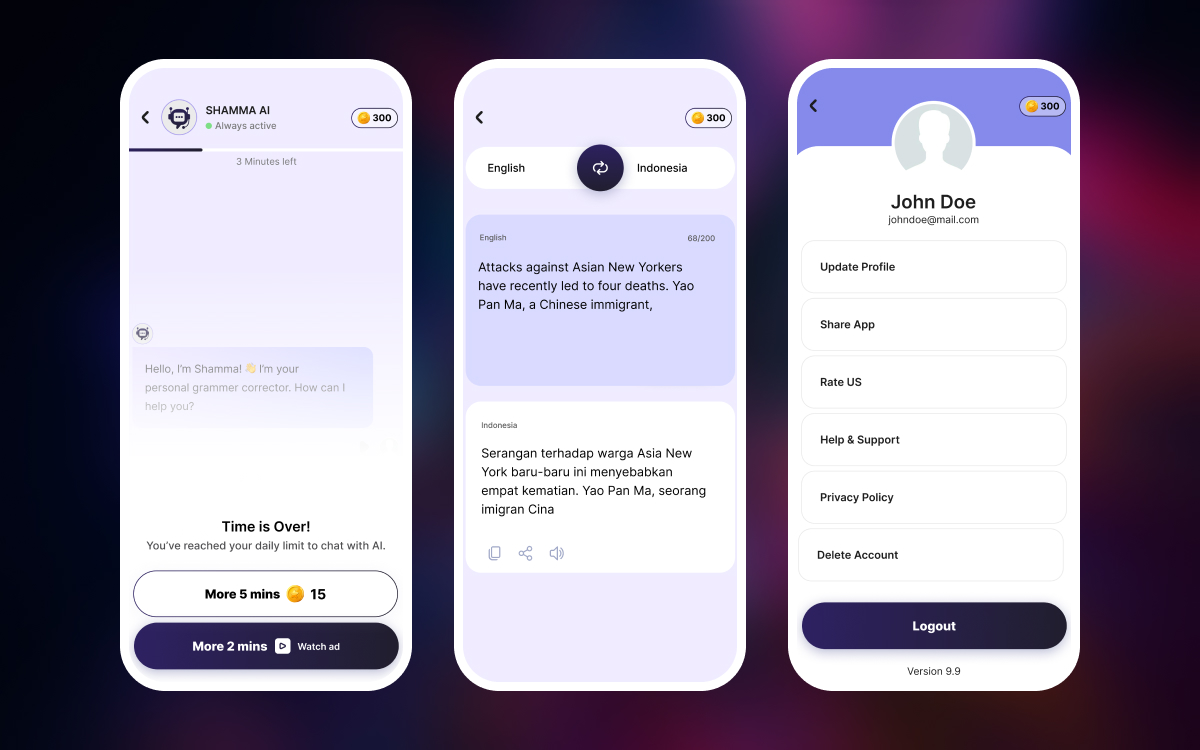 SHAMMA AI
Always active
300
3 Minutes left
Hello, I'm Shamma! 👋 I'm your
personal grammer corrector. How can I
help you?
Time is Over!
You've reached your daily limit to chat with AI.
More 5 mins 15
More 2 mins Watch ad
300
English
Indonesia
English
68/200
Attacks against Asian New Yorkers
have recently led to four deaths. Yao
Pan Ma, a Chinese immigrant,
Indonesia
Serangan terhadap warga Asia New
York baru-baru ini menyebabkan
empat kematian. Yao Pan Ma, seorang
imigran Cina
300
John Doe
johndoe@mail.com
Update Profile
Share App
Rate US
Help & Support
Privacy Policy
Delete Account
Logout
Version 9.9